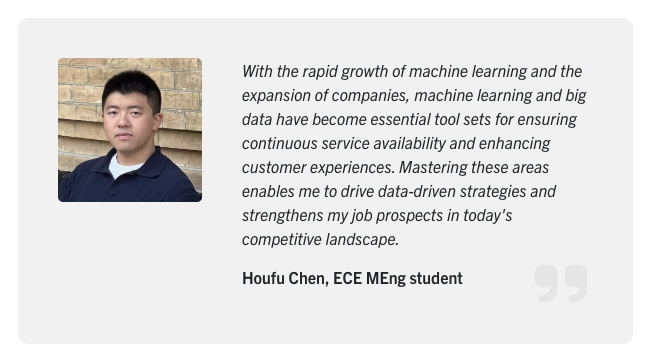 With the rapid growth of machine learning and the
expansion of companies, machine learning and big
data have become essential tool sets for ensuring
continuous service availability and enhancing
customer experiences. Mastering these areas
enables me to drive data-driven strategies and
strengthens my job prospects in today's
competitive landscape.
Houfu Chen, ECE MEng student